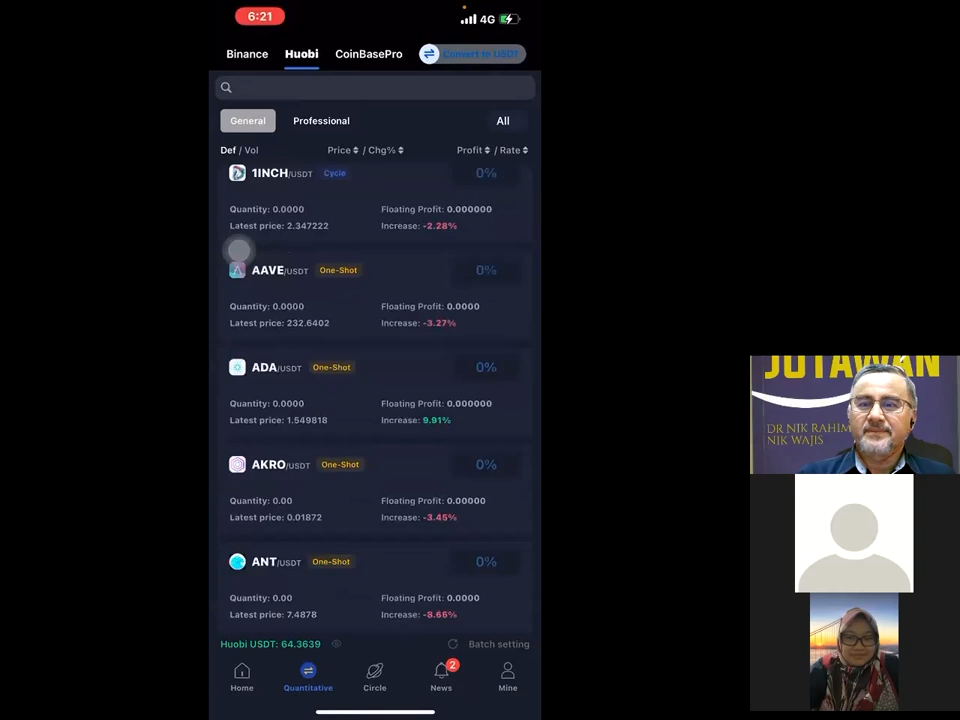 6:21
4G
Binance Huobi CoinBasePro Convert to USDT
General Professional All
Def / Vol Price / Chg% Profit / Rate
1INCH/USDT Cycle 0%
Quantity: 0.0000 Floating Profit: 0.000000
Latest price: 2.347222 Increase: -2.28%
AAVE/USDT One-Shot 0%
Quantity: 0.0000 Floating Profit: 0.0000
Latest price: 232.6402 Increase: -3.27%
ADA/USDT One-Shot 0%
Quantity: 0.0000 Floating Profit: 0.000000
Latest price: 1.549818 Increase: 9.91%
AKRO/USDT One-Shot 0%
Quantity: 0.00 Floating Profit: 0.00000
Latest price: 0.01872 Increase: -3.45%
ANT/USDT One-Shot 0%
Quantity: 0.00 Floating Profit: 0.0000
Latest price: 7.4878 Increase: -8.66%
Huobi USDT: 64.3639 Batch setting
2
Home Quantitative Circle News Mine
JUTAWAN
DR NIK RAHIM
NIK WAJIS